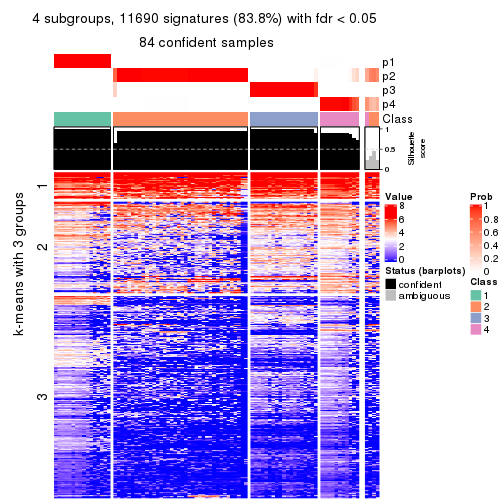 4 subgroups, 11690 signatures (83.8%) with fdr < 0.05
84 confident samples
p1
p2
p3
p4
Class
1
0.5
0
Silhouette
score
k-means with 3 groups
1
2
3
Value
8
6
4
2
0
Status (barplots)
confident
ambiguous
Prob
1
0.8
0.6
0.4
0.2
0
Class
1
2
3
4